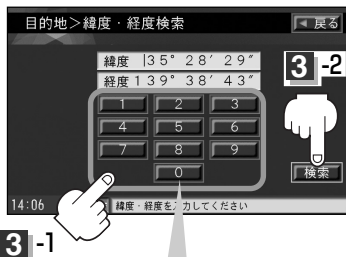 目的地>緯度・経度検索
◀ 戻る
緯度 35° 28′ 29″
経度 139° 38′ 43″
3 -2
1 2 3
4 5 6
7 8 9
0
検索
14:06
緯度・経度を入力してください
3 -1